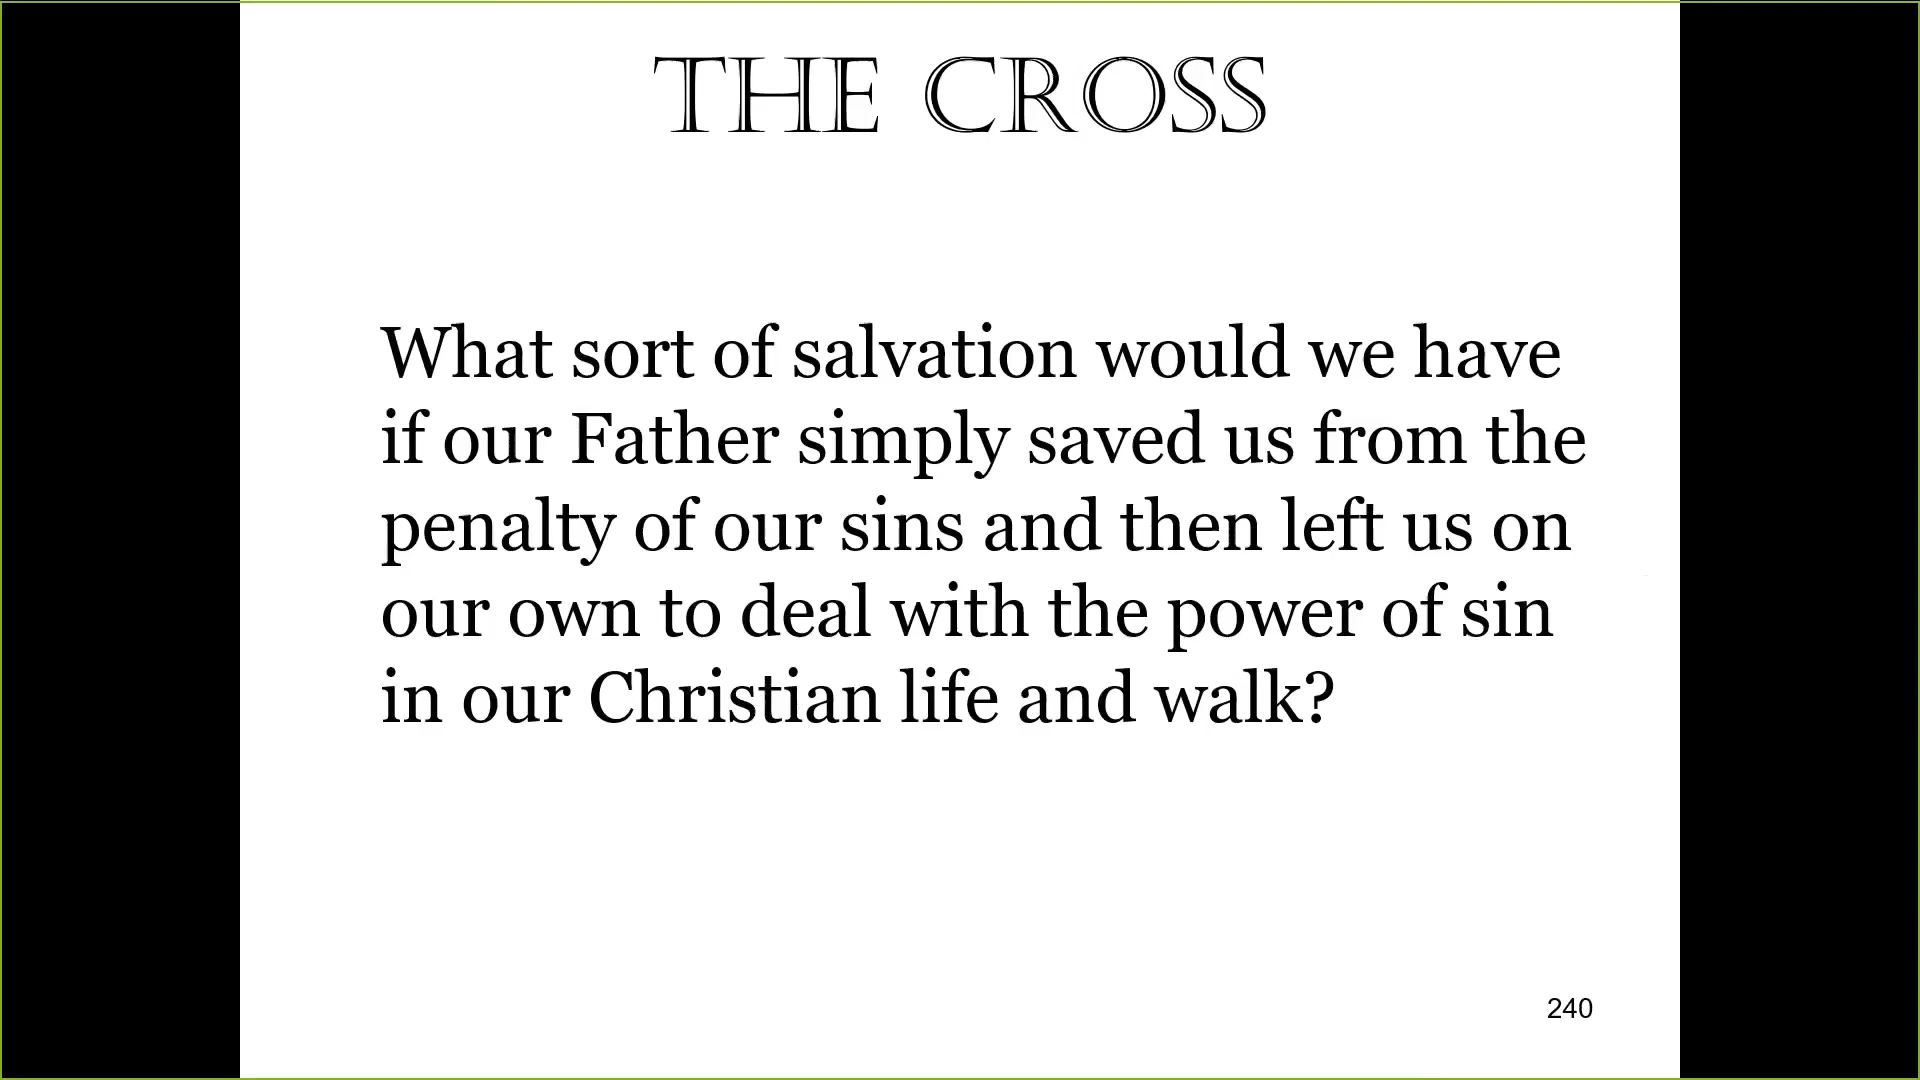 THE CROSS
What sort of salvation would we have
if our Father simply saved us from the
penalty of our sins and then left us on
our own to deal with the power of sin
in our Christian life and walk?
240